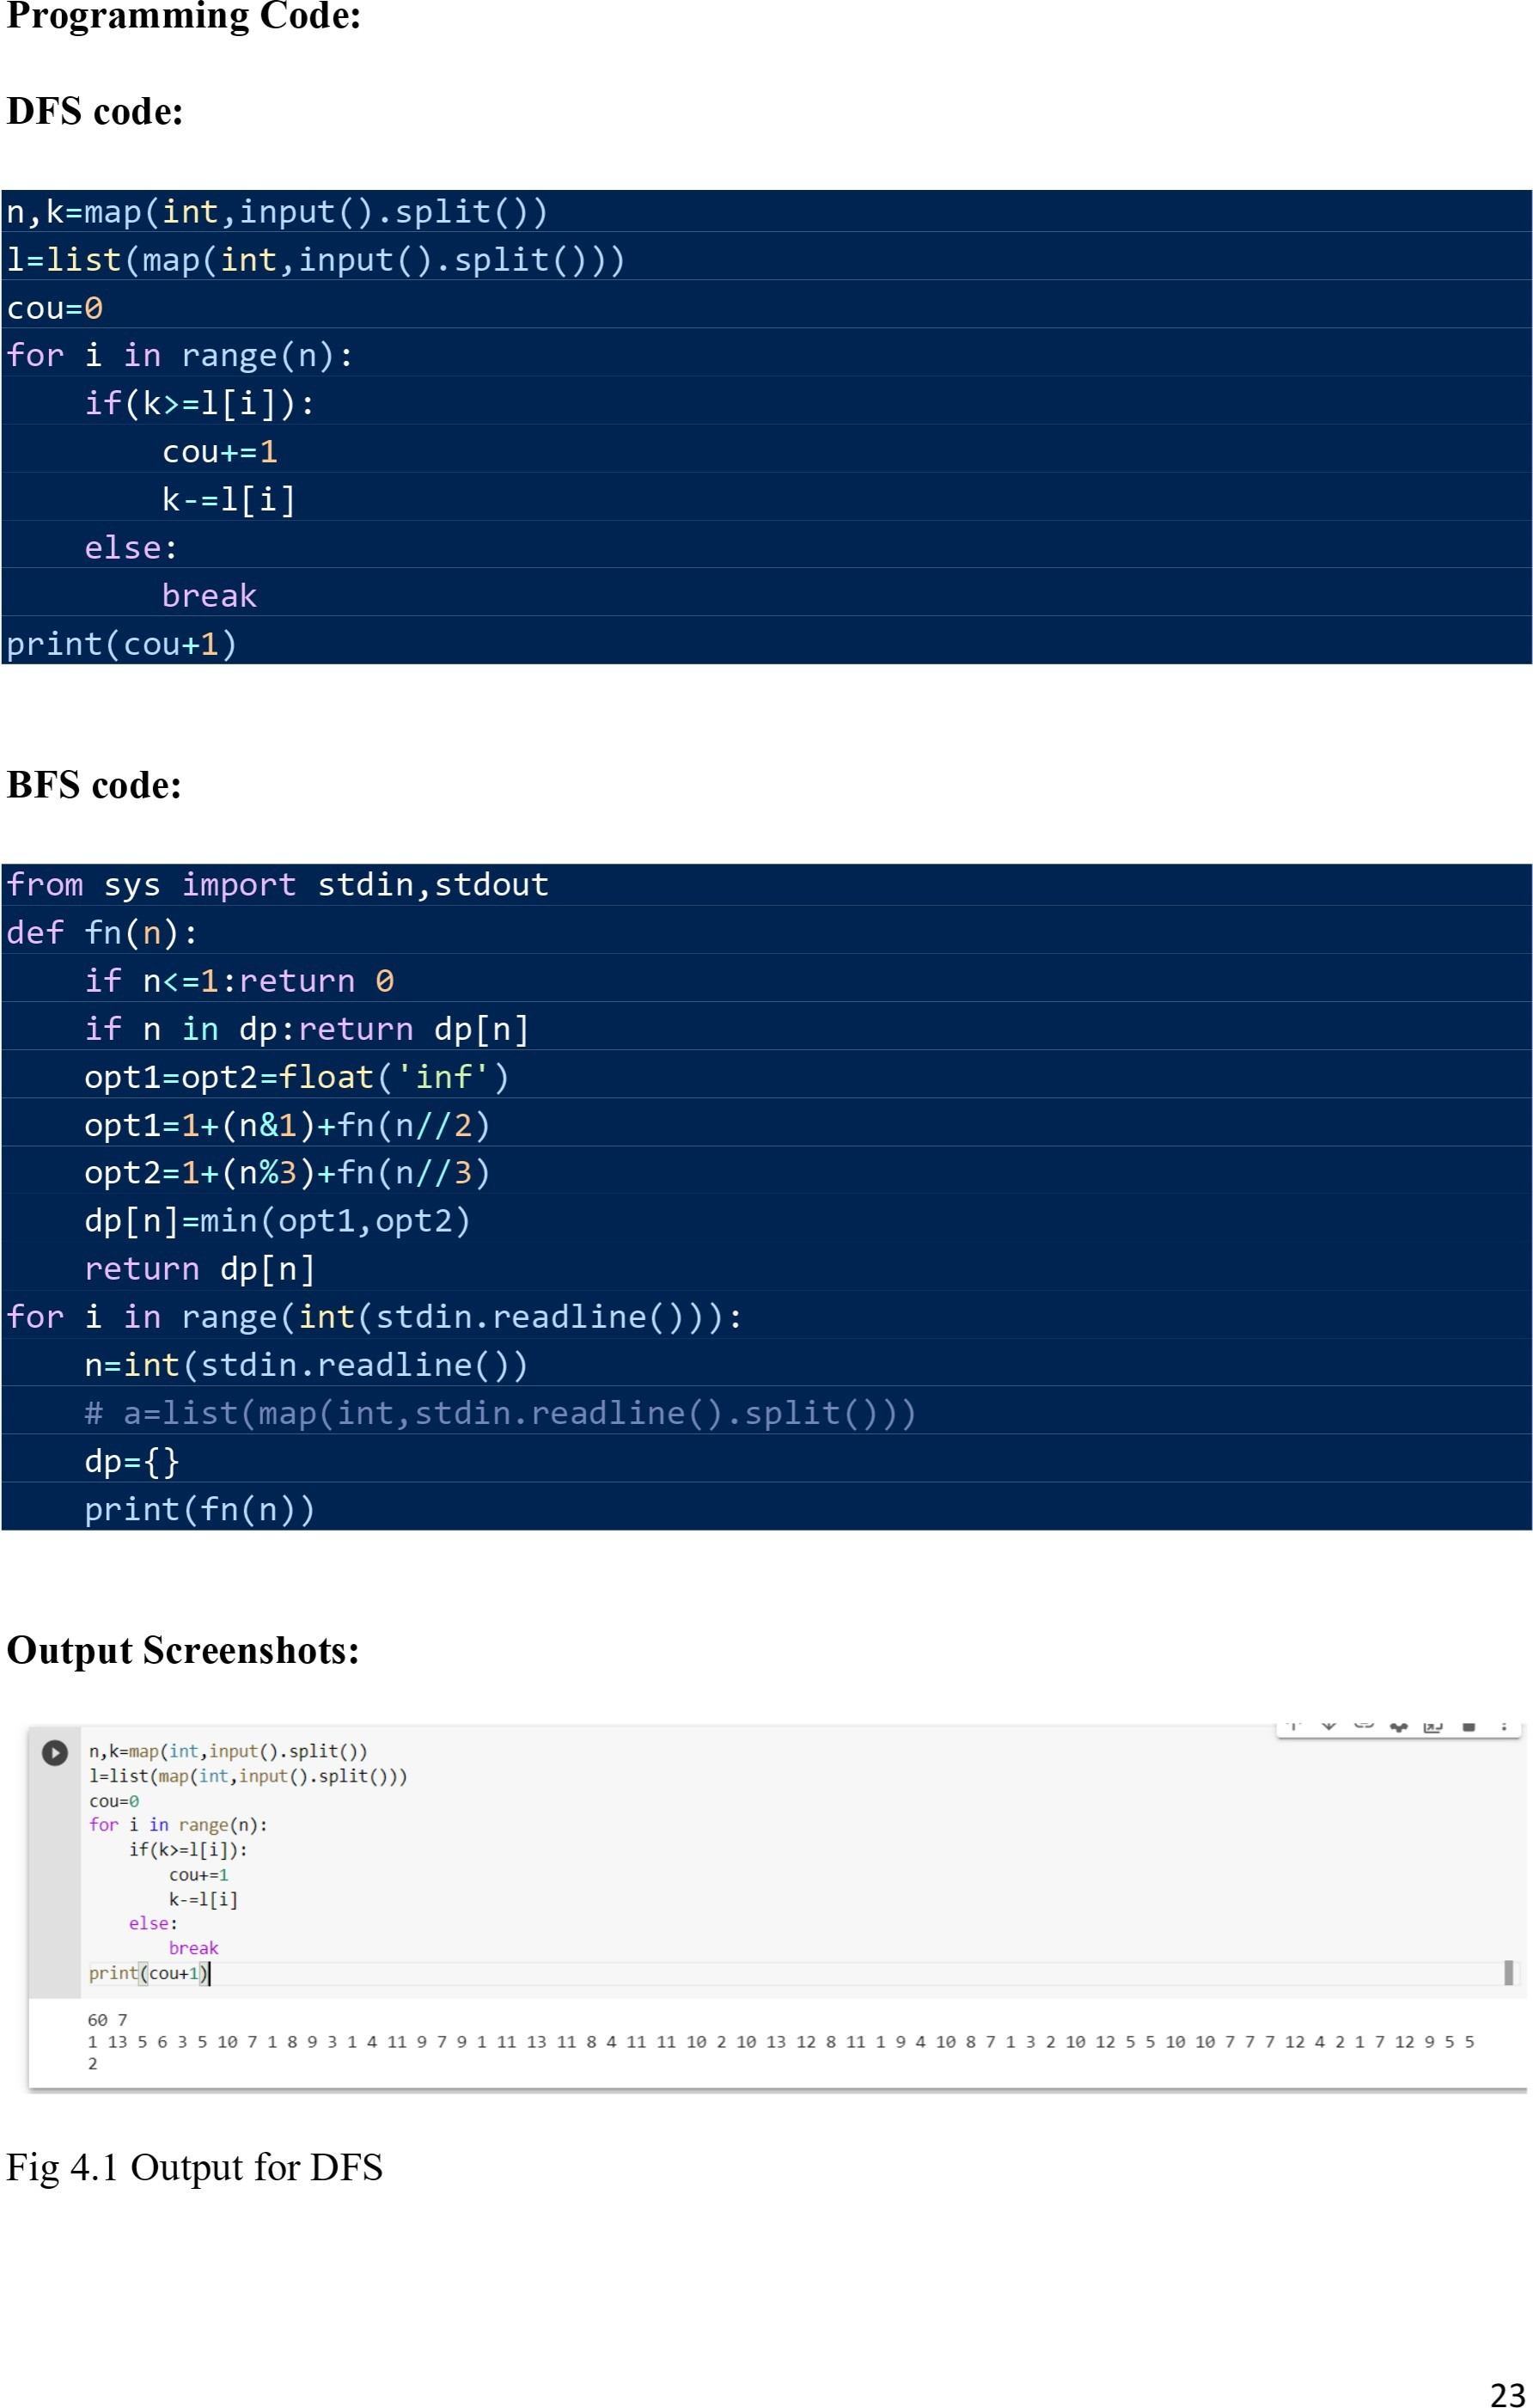 Programming Code:
DFS code:
n,k=map(int,input().split())
l=list(map(int,input().split()))
cou=0
for i in range(n):
    if(k>=l[i]):
        cou+=1
        k-=l[i]
    else:
        break
print(cou+1)
BFS code:
from sys import stdin,stdout
def fn(n):
    if n<=1:return 0
    if n in dp:return dp[n]
    opt1=opt2=float('inf')
    opt1=1+(n&1)+fn(n//2)
    opt2=1+(n%3)+fn(n//3)
    dp[n]=min(opt1,opt2)
    return dp[n]
for i in range(int(stdin.readline())):
    n=int(stdin.readline())
    # a=list(map(int,stdin.readline().split()))
    dp={}
    print(fn(n))
Output Screenshots:
n,k=map(int,input().split())
l=list(map(int,input().split()))
cou=0
for i in range(n):
    if(k>=l[i]):
        cou+=1
        k-=l[i]
    else:
        break
print(cou+1)
60 7
1 13 5 6 3 5 10 7 1 8 9 3 1 4 11 9 7 9 1 11 13 11 8 4 11 11 10 2 10 13 12 8 11 1 9 4 10 8 7 1 3 2 10 12 5 5 10 10 7 7 7 12 4 2 1 7 12 9 5 5
2
Fig 4.1 Output for DFS
23